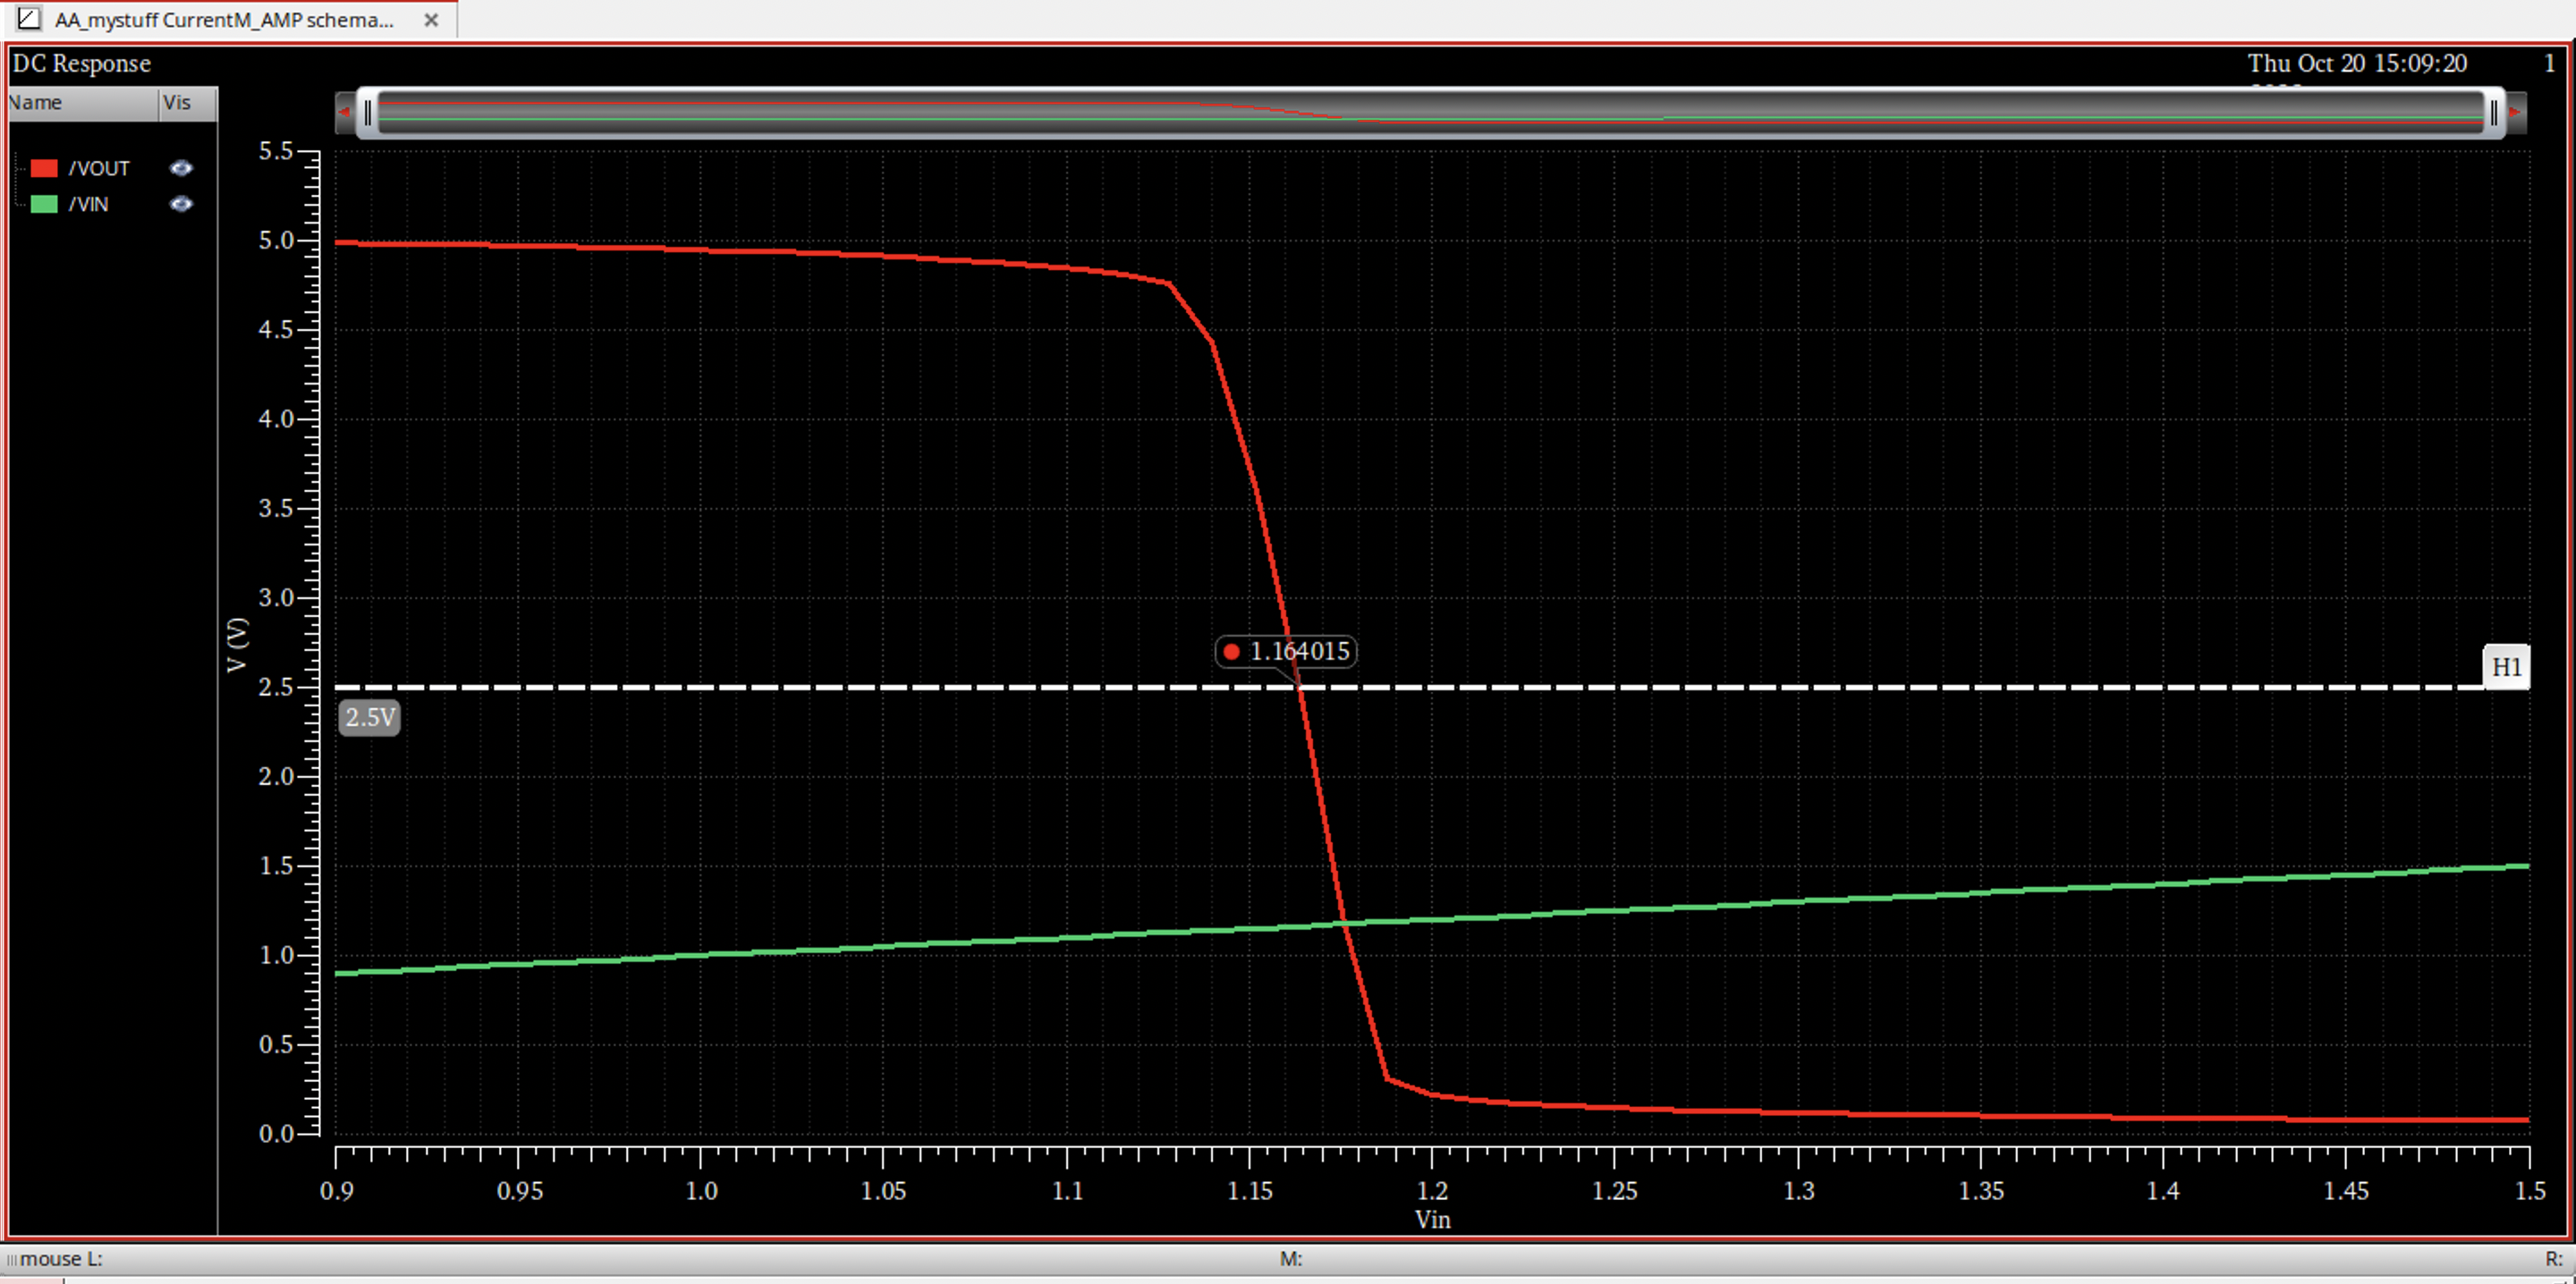 AA_mystuff CurrentM_AMP schema...
DC Response
Thu Oct 20 15:09:20
1
Name Vis
/VOUT
/VIN
5.5
5.0
4.5
4.0
3.5
3.0
2.5
2.0
1.5
1.0
0.5
0.0
V (V)
1.164015
H1
2.5V
0.9 0.95 1.0 1.05 1.1 1.15 1.2 1.25 1.3 1.35 1.4 1.45 1.5
Vin
mouse L: M: R: